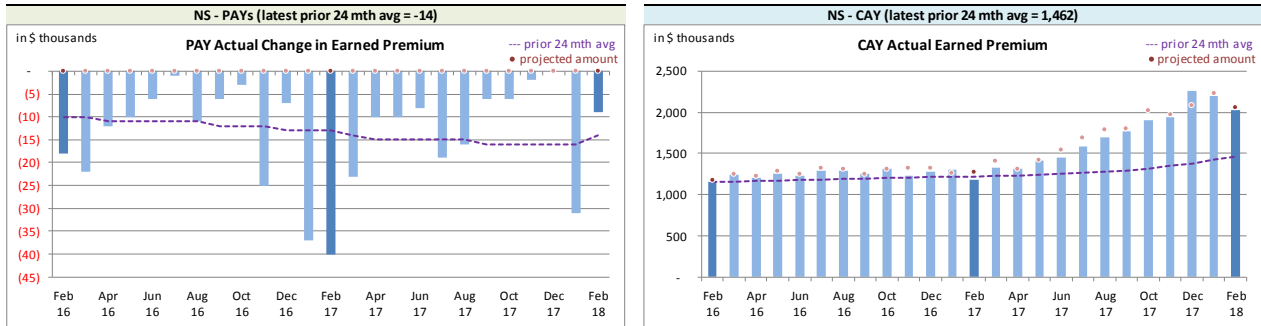 NS - PAYs (latest prior 24 mth avg = -14)
in $ thousands
PAY Actual Change in Earned Premium
--- prior 24 mth avg
● projected amount
-
(5)
(10)
(15)
(20)
(25)
(30)
(35)
(40)
(45)
Feb Apr Jun Aug Oct Dec Feb Apr Jun Aug Oct Dec Feb
16 16 16 16 16 16 17 17 17 17 17 17 18
NS - CAY (latest prior 24 mth avg = 1,462)
in $ thousands
CAY Actual Earned Premium
--- prior 24 mth avg
● projected amount
2,500
2,000
1,500
1,000
500
-
Feb Apr Jun Aug Oct Dec Feb Apr Jun Aug Oct Dec Feb
16 16 16 16 16 16 17 17 17 17 17 17 18